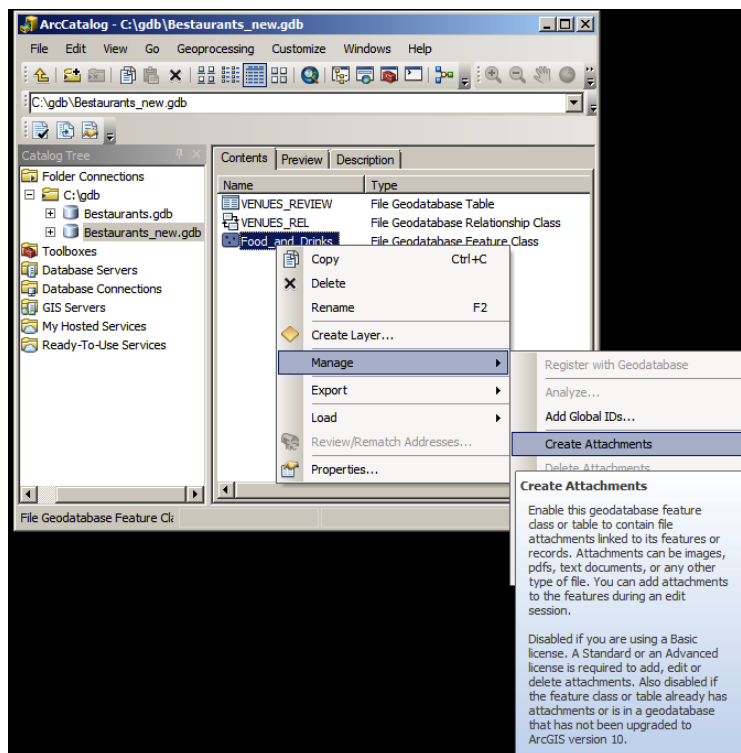 ArcCatalog - C:\gdb\Bestaurants_new.gdb
File Edit View Go Geoprocessing Customize Windows Help
C:\gdb\Bestaurants_new.gdb
Catalog Tree
Folder Connections
C:\gdb
Bestaurants.gdb
Bestaurants_new.gdb
Toolboxes
Database Servers
Database Connections
GIS Servers
My Hosted Services
Ready-To-Use Services
Contents Preview Description
Name Type
VENUES_REVIEW File Geodatabase Table
VENUES_REL File Geodatabase Relationship Class
Food_and_Drinks File Geodatabase Feature Class
Copy Ctrl+C
Delete
Rename F2
Create Layer...
Manage
Export
Load
Review/Rematch Addresses...
Properties...
Register with Geodatabase
Analyze...
Add Global IDs...
Create Attachments
Delete Attachments
Create Attachments
Enable this geodatabase feature
class or table to contain file
attachments linked to its features or
records. Attachments can be images,
pdfs, text documents, or any other
type of file. You can add attachments
to the features during an edit
session.
Disabled if you are using a Basic
license. A Standard or an Advanced
license is required to add, edit or
delete attachments. Also disabled if
the feature class or table already has
attachments or is in a geodatabase
that has not been upgraded to
ArcGIS version 10.
File Geodatabase Feature Cl